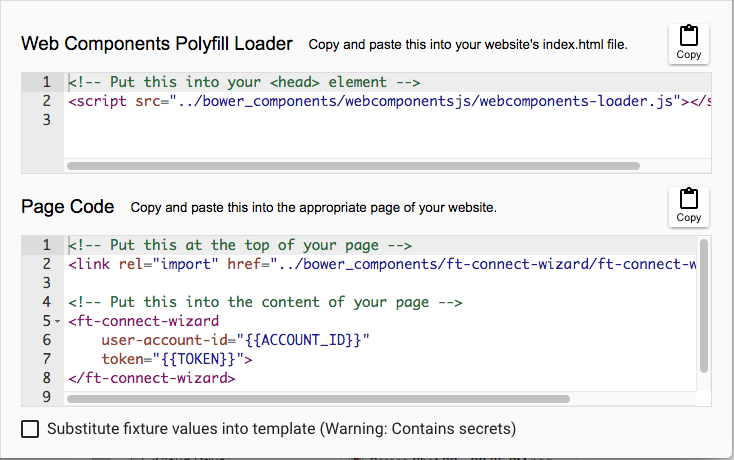 Web Components Polyfill Loader Copy and paste this into your website's index.html file. Copy
1 <!-- Put this into your <head> element -->
2 <script src="../bower_components/webcomponentsjs/webcomponents-loader.js"></s
3
Page Code Copy and paste this into the appropriate page of your website. Copy
1 <!-- Put this at the top of your page -->
2 <link rel="import" href="../bower_components/ft-connect-wizard/ft-connect-w
3
4 <!-- Put this into the content of your page -->
5 <ft-connect-wizard
6 user-account-id="{{ACCOUNT_ID}}"
7 token="{{TOKEN}}">
8 </ft-connect-wizard>
9
Substitute fixture values into template (Warning: Contains secrets)